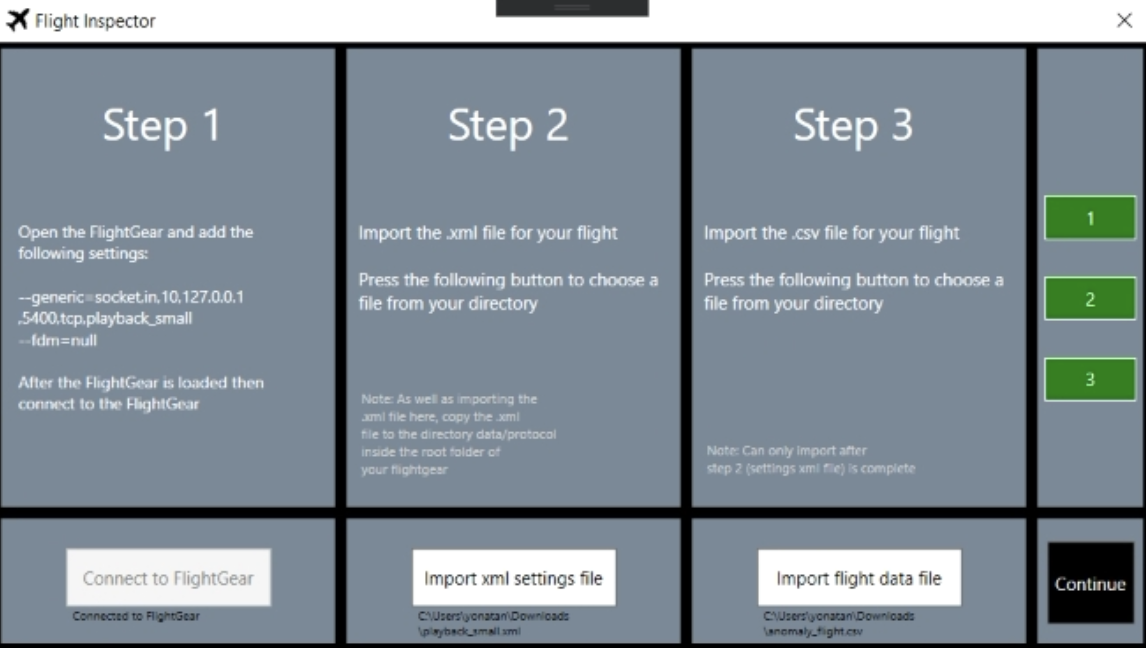 Flight Inspector
Step 1
Open the FlightGear and add the
following settings:
--generic=socket,in,10,127.0.0.1
,5400,tcp,playback_small
--fdm=null
After the FlightGear is loaded then
connect to the FlightGear
Connect to FlightGear
Connected to FlightGear
Step 2
Import the .xml file for your flight
Press the following button to choose a
file from your directory
Note: As well as importing the
.xml file here, copy the .xml
file to the directory data/protocol
inside the root folder of
your flightgear
Import xml settings file
C:\Users\yonatan\Downloads
\playback_small.xml
Step 3
Import the .csv file for your flight
Press the following button to choose a
file from your directory
Note: Can only import after
step 2 (settings xml file) is complete
Import flight data file
C:\Users\yonatan\Downloads
\anomaly_flight.csv
1
2
3
Continue